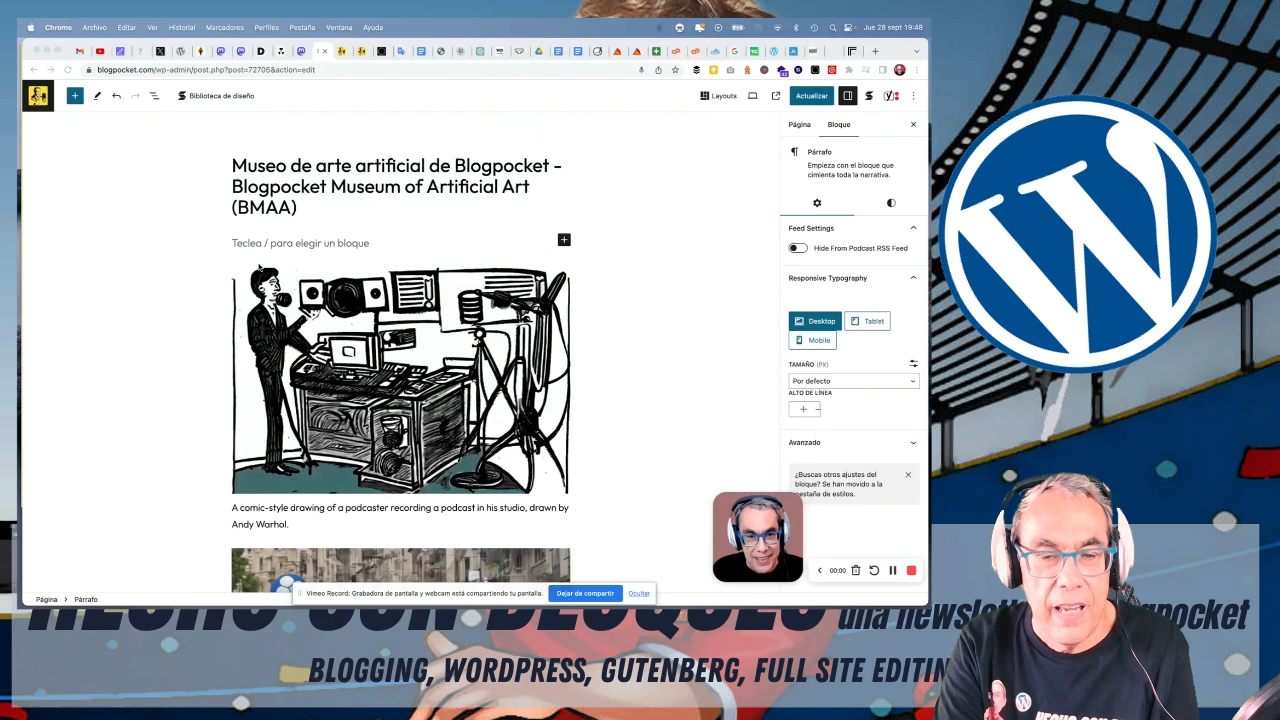 Chrome Archivo Editar Ver Historial Marcadores Perfiles Pestaña Ventana Ayuda
Jue 28 sept 19:48
blogpocket.com/wp-admin/post.php?post=72705&action=edit
Biblioteca de diseño
Layouts
Actualizar
Página Bloque
Museo de arte artificial de Blogpocket -
Blogpocket Museum of Artificial Art
(BMAA)
Teclea / para elegir un bloque
A comic-style drawing of a podcaster recording a podcast in his studio, drawn by
Andy Warhol.
Párrafo
Empieza con el bloque que
cimienta toda la narrativa.
Feed Settings
Hide From Podcast RSS Feed
Responsive Typography
Desktop
Tablet
Mobile
TAMAÑO (PX)
Por defecto
ALTO DE LÍNEA
Avanzado
¿Buscas otros ajustes del
bloque? Se han movido a la
pestaña de estilos.
00:00
Vimeo Record: Grabadora de pantalla y webcam está compartiendo tu pantalla.
Dejar de compartir
Ocultar
Página > Párrafo
HECHO CON BLOQUES
una
BLOGGING, WORDPRESS, GUTENBERG, FULL SITE